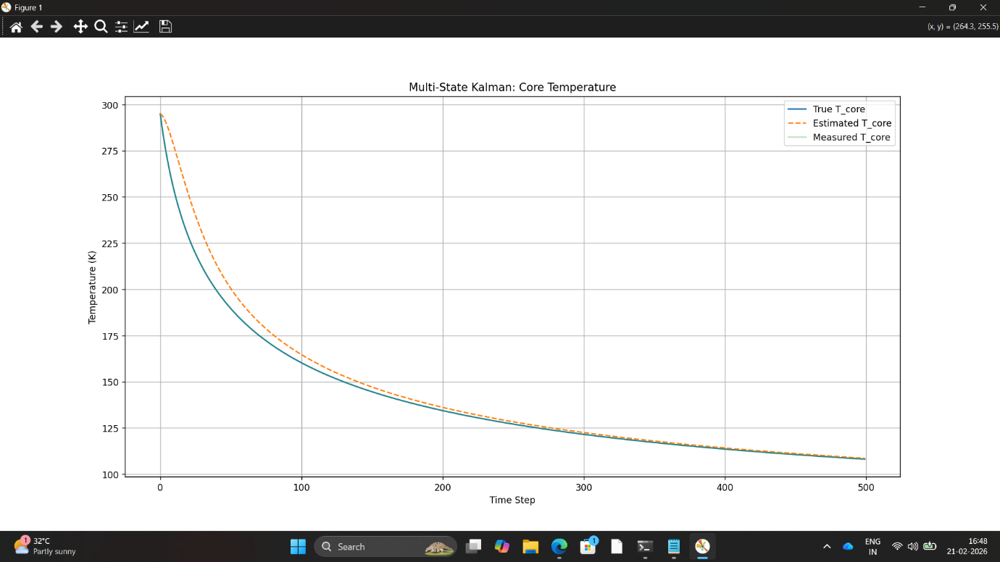 Figure 1
(x, y) = (264.3, 255.5)
Multi-State Kalman: Core Temperature
True T_core
Estimated T_core
Measured T_core
300
275
250
225
200
175
150
125
100
Temperature (K)
0 100 200 300 400 500
Time Step
1
32°C
Partly sunny
Search
1
ENG
IN
16:48
21-02-2026